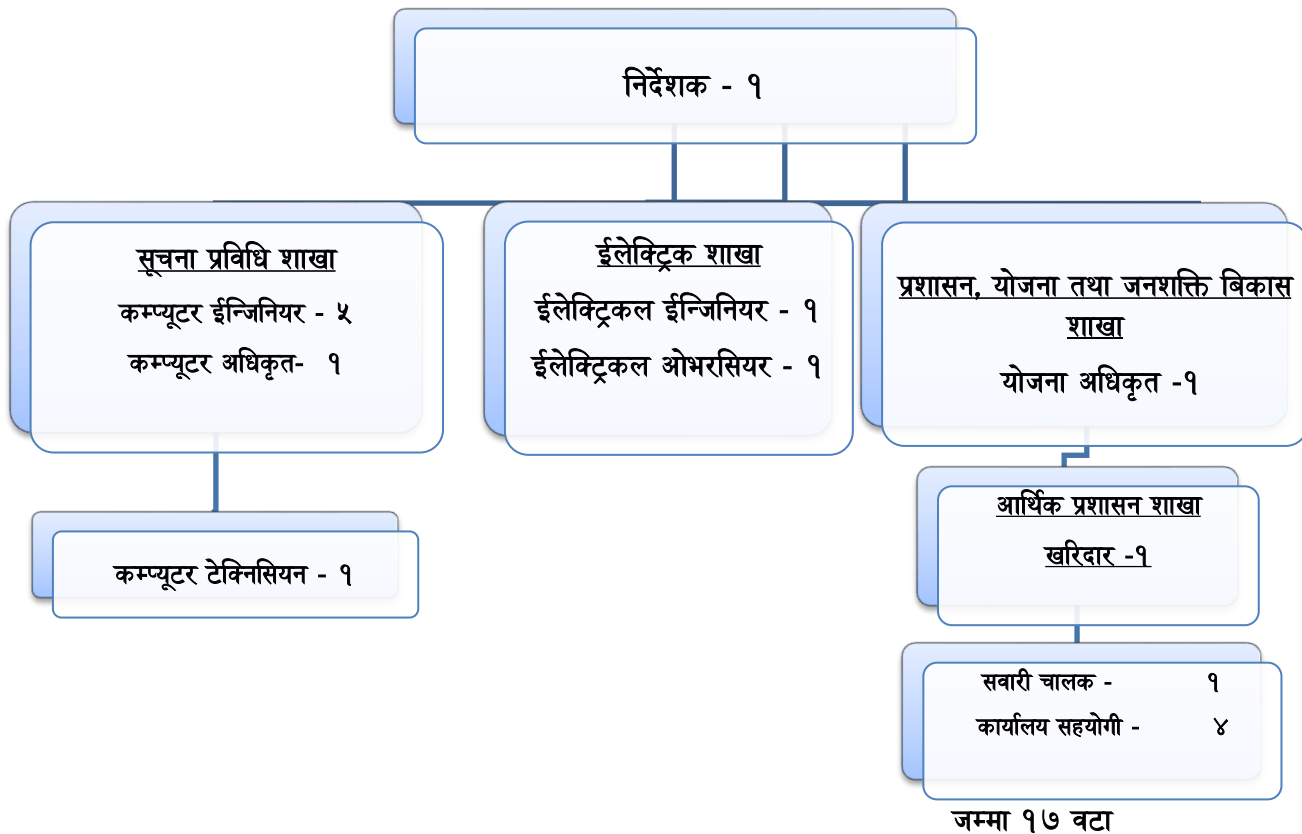 निर्देशक - १
सूचना प्रविधि शाखा
कम्प्यूटर ईन्जिनियर - ५
कम्प्यूटर अधिकृत- १
ईलेक्ट्रिक शाखा
ईलेक्ट्रिकल ईन्जिनियर - १
ईलेक्ट्रिकल ओभरसियर - १
प्रशासन, योजना तथा जनशक्ति बिकास
शाखा
योजना अधिकृत -१
कम्प्यूटर टेक्निसियन - १
आर्थिक प्रशासन शाखा
खरिदार -१
सवारी चालक - १
कार्यालय सहयोगी - ४
जम्मा १७ वटा